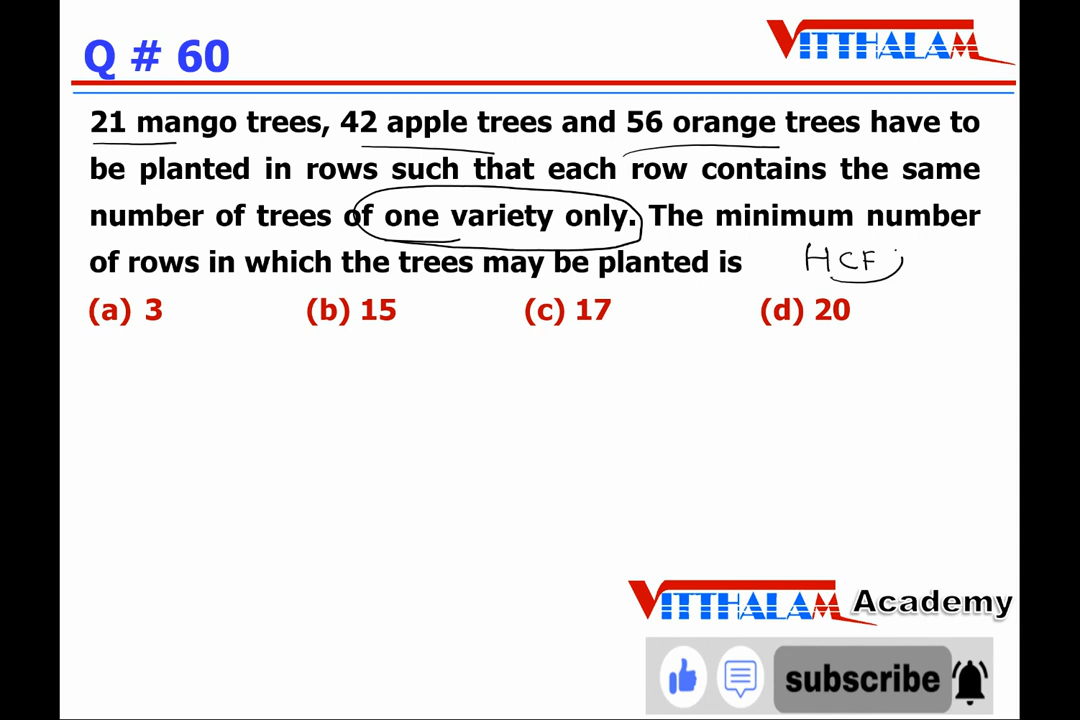 Q # 60
VITTHALAM
21 mango trees, 42 apple trees and 56 orange trees have to
be planted in rows such that each row contains the same
number of trees of one variety only. The minimum number
of rows in which the trees may be planted is
HCF
(a) 3 (b) 15 (c) 17 (d) 20
VITTHALAM Academy
subscribe